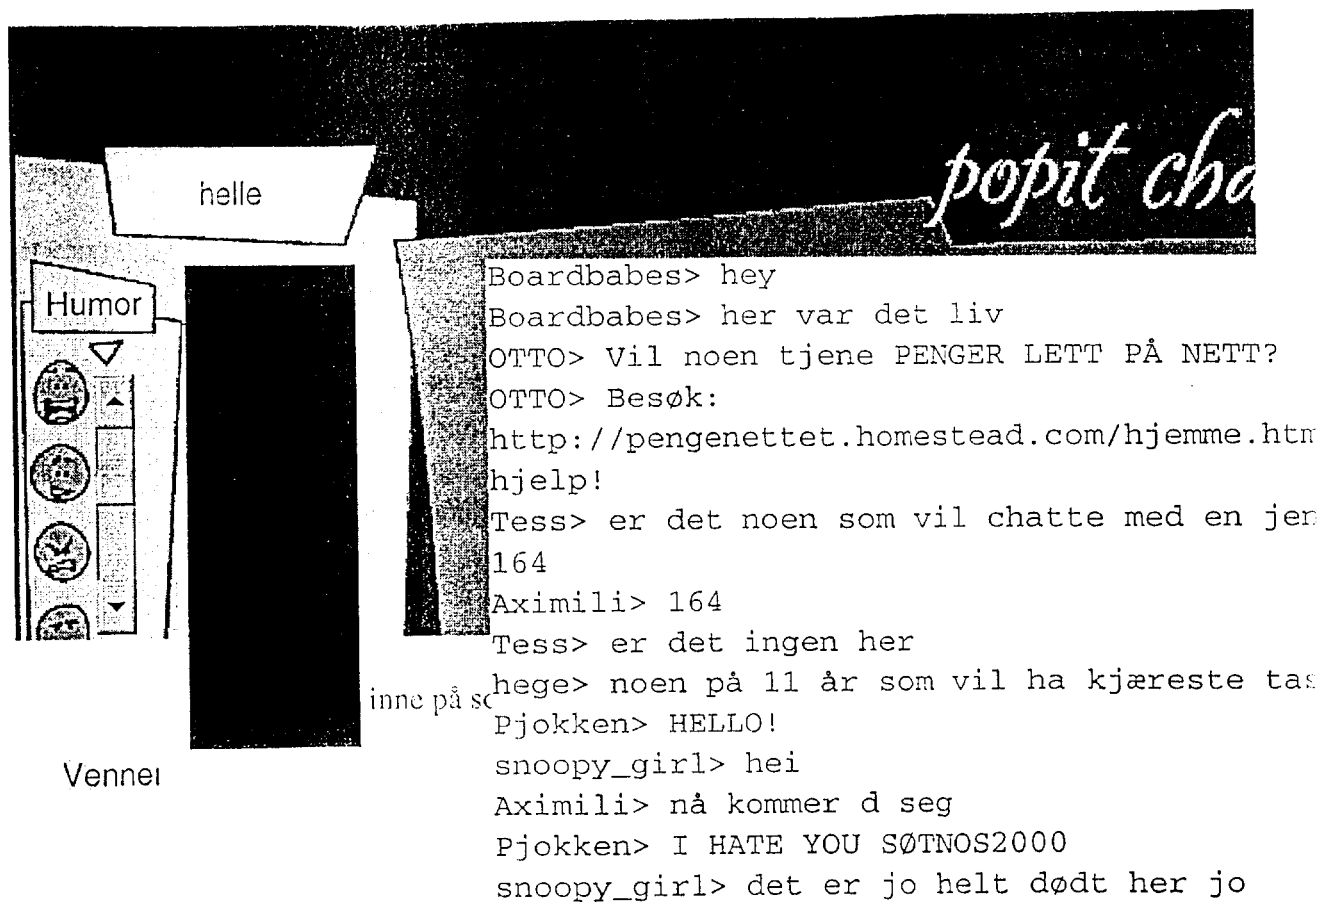 popit cha
helle
Humor
Boardbabes> hey
Boardbabes> her var det liv
OTTO> Vil noen tjene PENGER LETT PÅ NETT?
OTTO> Besøk:
http://pengenettet.homestead.com/hjemme.htm
hjelp!
Tess> er det noen som vil chatte med en jen
164
Aximili> 164
Tess> er det ingen her
inne på sc
hege> noen på 11 år som vil ha kjæreste tas
Pjokken> HELLO!
Venner
snoopy_girl> hei
Aximili> nå kommer d seg
Pjokken> I HATE YOU SØTNOS2000
snoopy_girl> det er jo helt dødt her jo